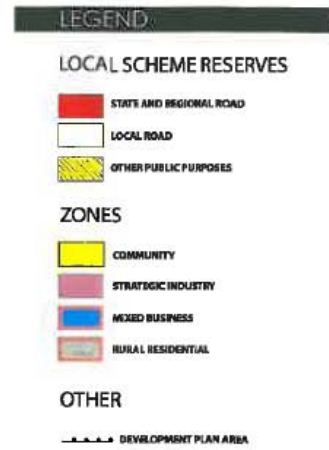 LEGEND
LOCAL SCHEME RESERVES
STATE AND REGIONAL ROAD
LOCAL ROAD
OTHER PUBLIC PURPOSES
ZONES
COMMUNITY
STRATEGIC INDUSTRY
MIXED BUSINESS
RURAL RESIDENTIAL
OTHER
DEVELOPMENT PLAN AREA